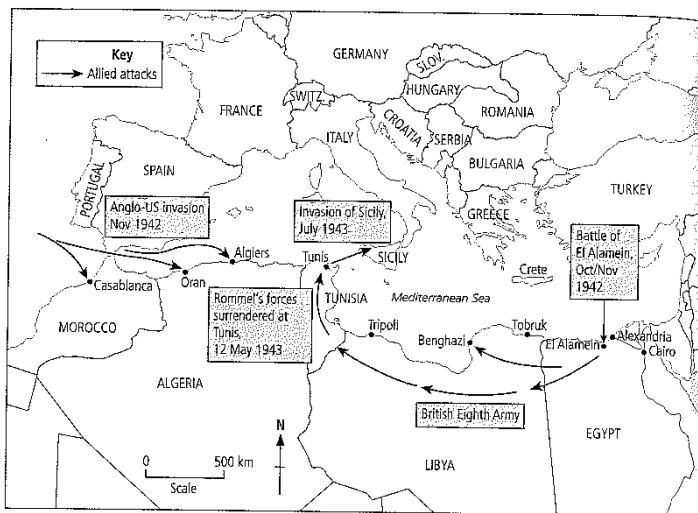 Key
Allied attacks
GERMANY
SLOV.
HUNGARY
SWITZ
FRANCE
ROMANIA
CROATIA
ITALY
SERBIA
BULGARIA
SPAIN
PORTUGAL
TURKEY
GREECE
Anglo-US invasion
Nov 1942
Invasion of Sicily,
July 1943
Battle of
El Alamein,
Oct/Nov
1942
Algiers
Tunis
SICILY
Oran
Casablanca
Crete
Rommel's forces
surrendered at
Tunis,
12 May 1943
TUNISIA
Mediterranean Sea
MOROCCO
Tripoli
Benghazi
Tobruk
El Alamein
Alexandria
Cairo
ALGERIA
British Eighth Army
N
EGYPT
0 500 km
Scale
LIBYA